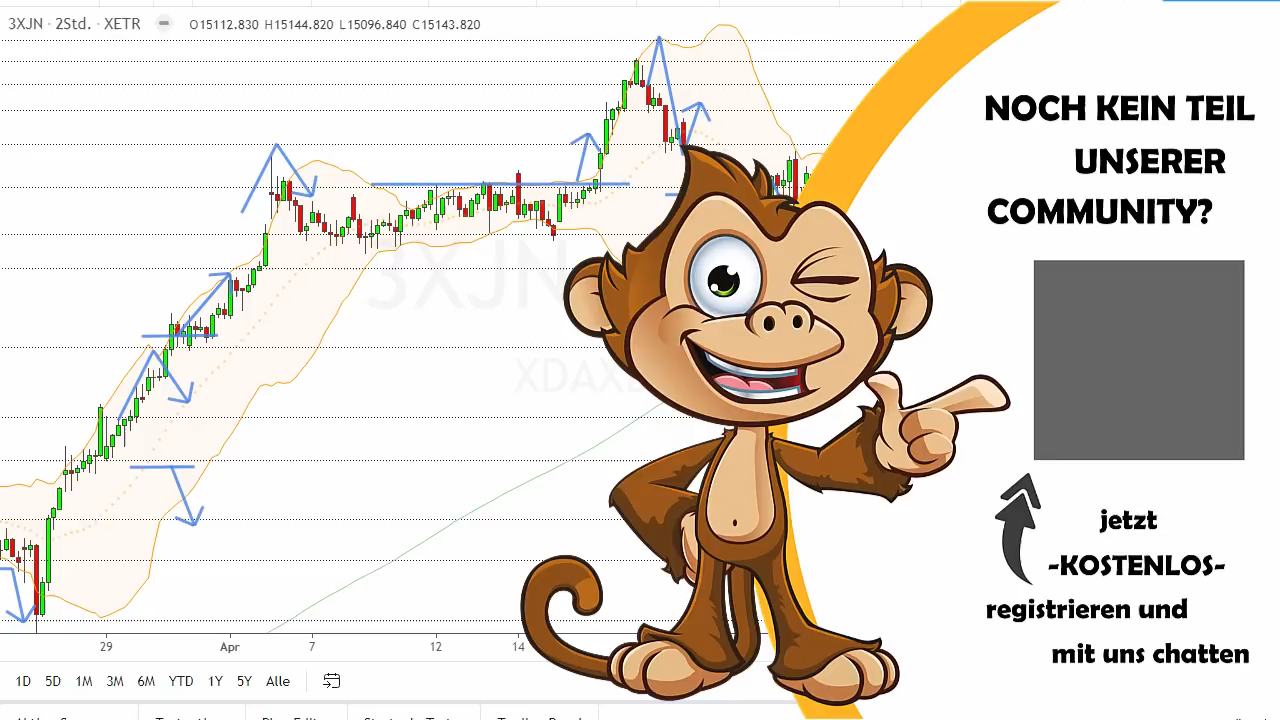 3XJN · 2Std. · XETR O15112.830 H15144.820 L15096.840 C15143.820
NOCH KEIN TEIL
UNSERER
COMMUNITY?
3XJN
jetzt
-KOSTENLOS-
registrieren und
mit uns chatten
29 Apr 7 12 14
1D 5D 1M 3M 6M YTD 1Y 5Y Alle